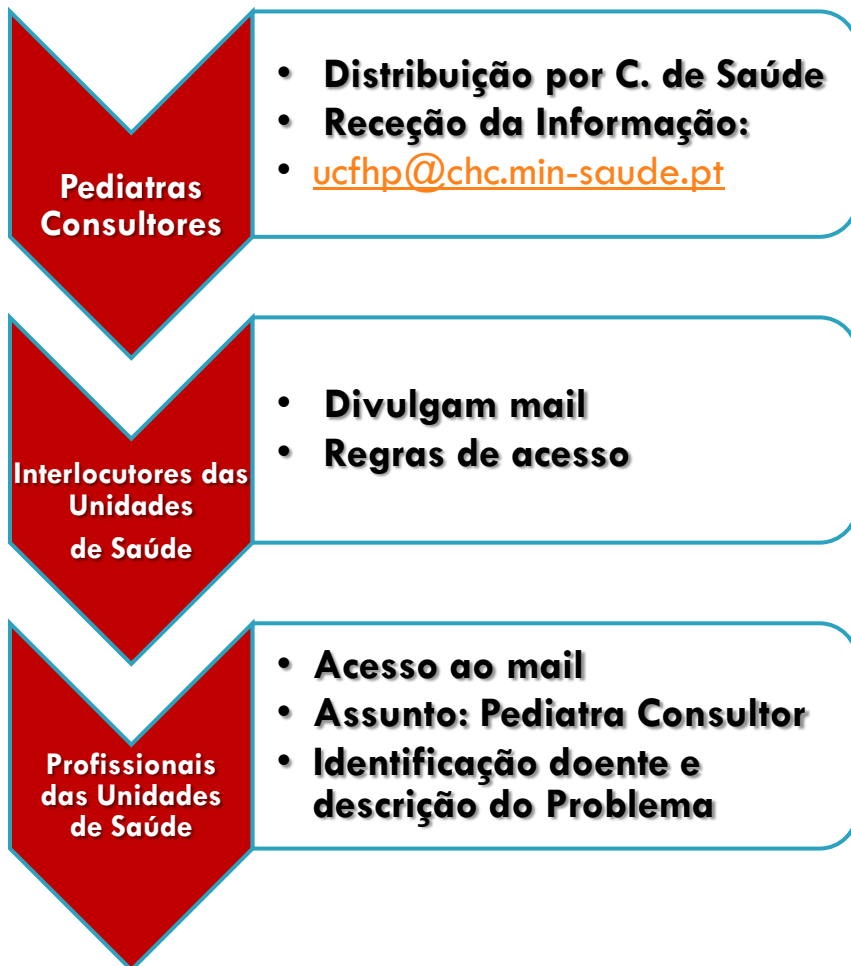 Pediatras
Consultores
• Distribuição por C. de Saúde
• Receção da Informação:
• ucfhp@chc.min-saude.pt
Interlocutores das
Unidades
de Saúde
• Divulgam mail
• Regras de acesso
Profissionais
das Unidades
de Saúde
• Acesso ao mail
• Assunto: Pediatra Consultor
• Identificação doente e
descrição do Problema